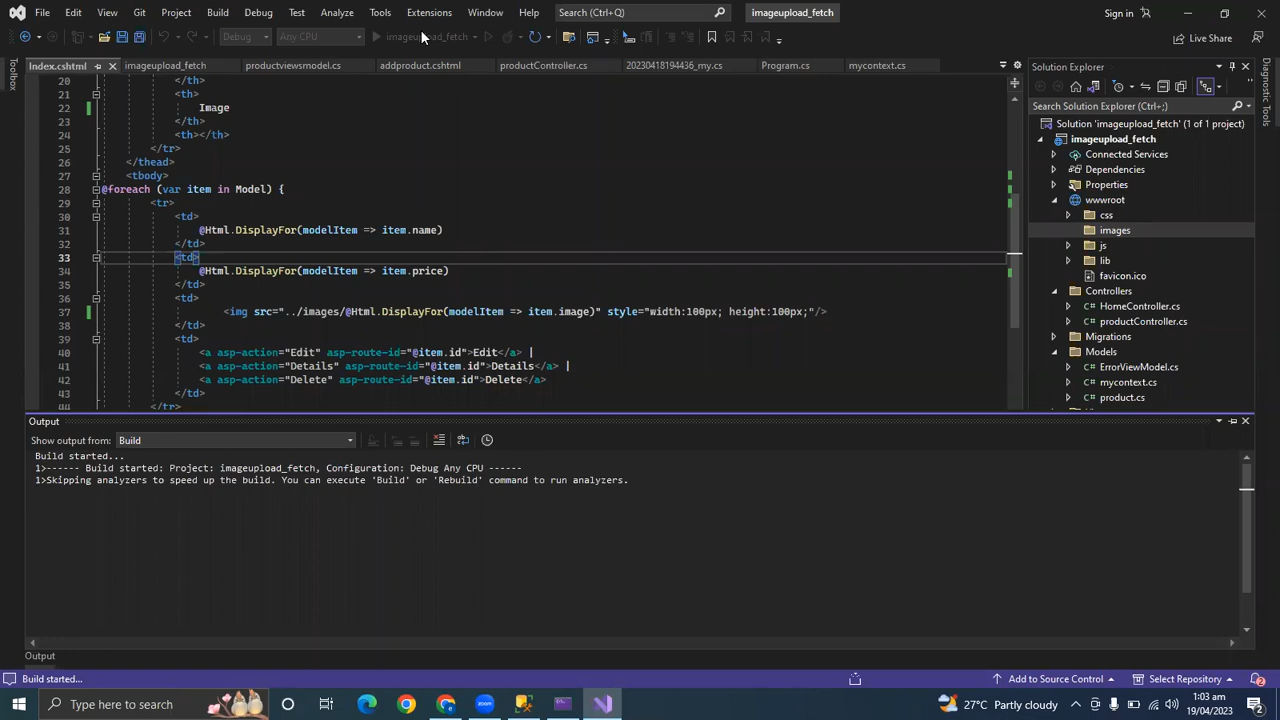 File Edit View Git Project Build Debug Test Analyze Tools Extensions Window Help Search (Ctrl+Q) imageupload_fetch Sign in
Debug Any CPU imageupload_fetch Live Share
Index.cshtml imageupload_fetch productviewsmodel.cs addproduct.cshtml productController.cs 20230418194436_my.cs Program.cs mycontext.cs
Toolbox
20 </th>
21 <th>
22 Image
23 </th>
24 <th></th>
25 </tr>
26 </thead>
27 <tbody>
28 @foreach (var item in Model) {
29 <tr>
30 <td>
31 @Html.DisplayFor(modelItem => item.name)
32 </td>
33 <td>
34 @Html.DisplayFor(modelItem => item.price)
35 </td>
36 <td>
37 <img src="../images/@Html.DisplayFor(modelItem => item.image)" style="width:100px; height:100px;"/>
38 </td>
39 <td>
40 <a asp-action="Edit" asp-route-id="@item.id">Edit</a> |
41 <a asp-action="Details" asp-route-id="@item.id">Details</a> |
42 <a asp-action="Delete" asp-route-id="@item.id">Delete</a>
43 </td>
44 </tr>
Solution Explorer
Search Solution Explorer (Ctrl+;)
Solution 'imageupload_fetch' (1 of 1 project)
imageupload_fetch
Connected Services
Dependencies
Properties
wwwroot
css
images
js
lib
favicon.ico
Controllers
HomeController.cs
productController.cs
Migrations
Models
ErrorViewModel.cs
mycontext.cs
product.cs
Diagnostic Tools
Output
Show output from: Build
Build started...
1>------ Build started: Project: imageupload_fetch, Configuration: Debug Any CPU ------
1>Skipping analyzers to speed up the build. You can execute 'Build' or 'Rebuild' command to run analyzers.
Output
Build started... Add to Source Control Select Repository 2
Type here to search 27°C Partly cloudy 1:03 am
19/04/2023 2